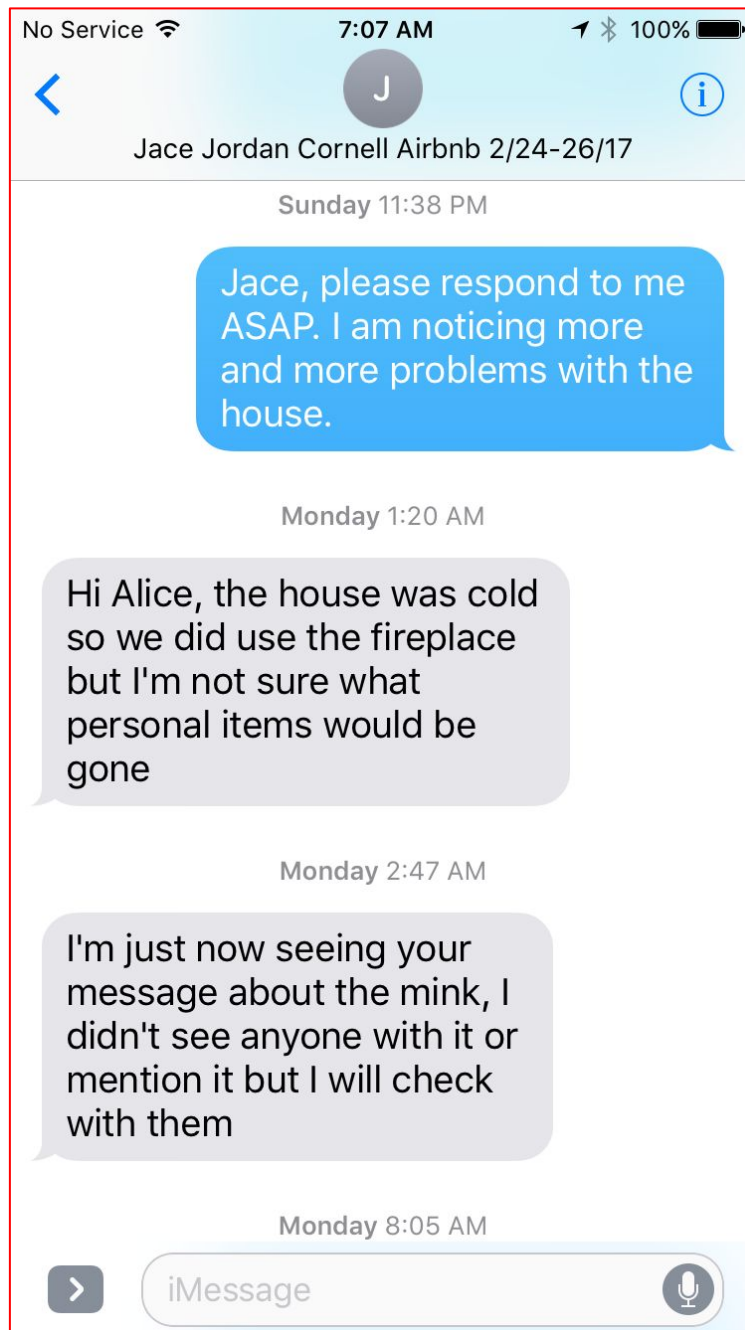 No Service 7:07 AM 100%
J
i
Jace Jordan Cornell Airbnb 2/24-26/17
Sunday 11:38 PM
Jace, please respond to me
ASAP. I am noticing more
and more problems with the
house.
Monday 1:20 AM
Hi Alice, the house was cold
so we did use the fireplace
but I'm not sure what
personal items would be
gone
Monday 2:47 AM
I'm just now seeing your
message about the mink, I
didn't see anyone with it or
mention it but I will check
with them
Monday 8:05 AM
iMessage